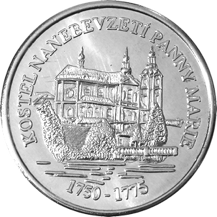 KOSTEL NANEBEVZETÍ PANNY MARIE
1750-1775